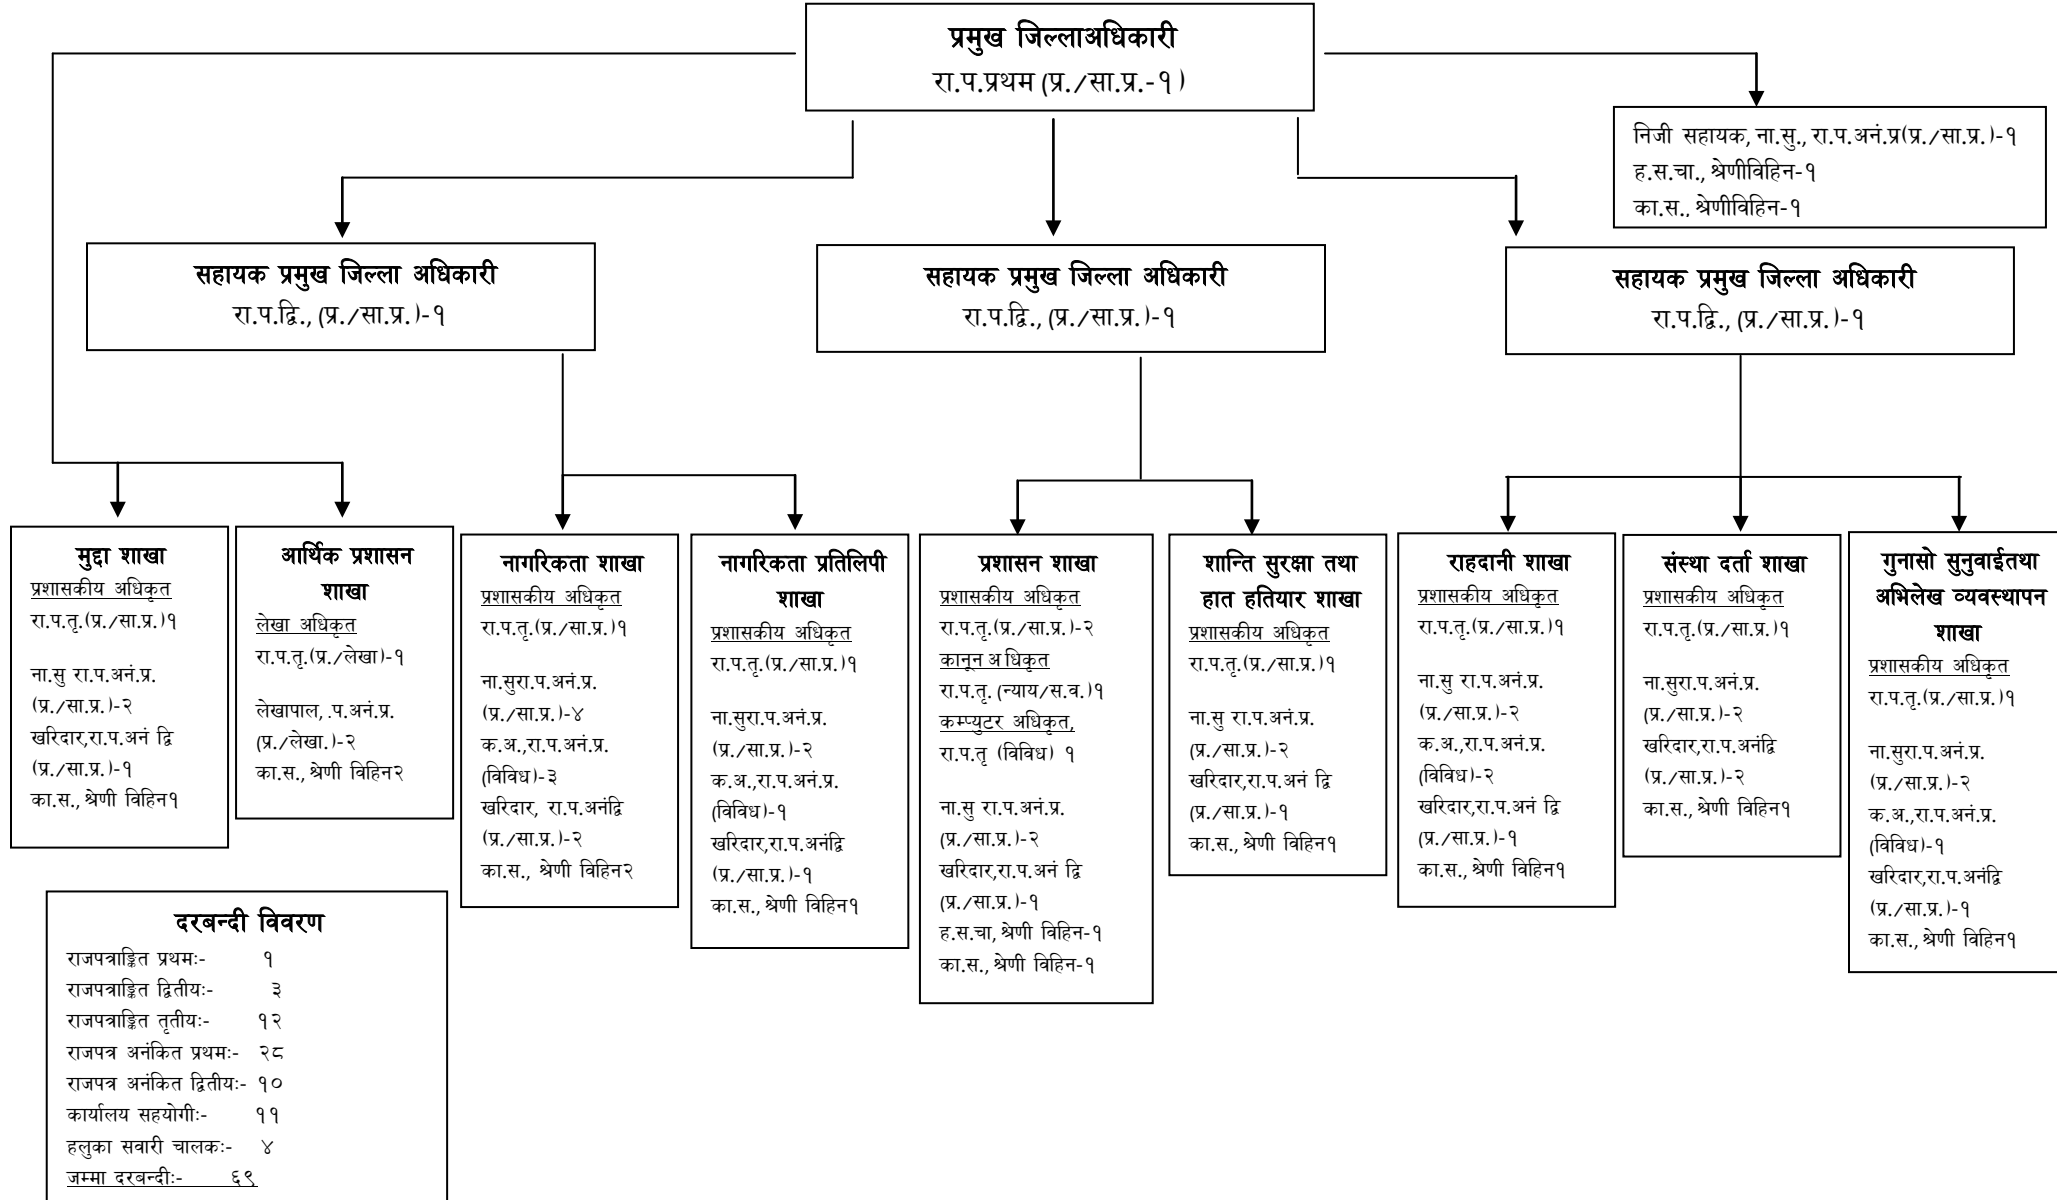 प्रमुख जिल्लाअधिकारी
रा.प.प्रथम (प्र./सा.प्र.-१)
निजी सहायक, ना.सु., रा.प.अनं.प्र(प्र./सा.प्र.)-१
ह.स.चा., श्रेणीविहिन-१
का.स., श्रेणीविहिन-१
सहायक प्रमुख जिल्ला अधिकारी
रा.प.द्वि., (प्र./सा.प्र.)-१
सहायक प्रमुख जिल्ला अधिकारी
रा.प.द्वि., (प्र./सा.प्र.)-१
सहायक प्रमुख जिल्ला अधिकारी
रा.प.द्वि., (प्र./सा.प्र.)-१
मुद्दा शाखा
प्रशासकीय अधिकृत
रा.प.तृ.(प्र./सा.प्र.)१
ना.सु रा.प.अनं.प्र.
(प्र./सा.प्र.)-२
खरिदार,रा.प.अनं द्वि
(प्र./सा.प्र.)-१
का.स., श्रेणी विहिन१
आर्थिक प्रशासन
शाखा
लेखा अधिकृत
रा.प.तृ.(प्र./लेखा)-१
लेखापाल, .प.अनं.प्र.
(प्र./लेखा.)-२
का.स., श्रेणी विहिन२
नागरिकता शाखा
प्रशासकीय अधिकृत
रा.प.तृ.(प्र./सा.प्र.)१
ना.सुरा.प.अनं.प्र.
(प्र./सा.प्र.)-४
क.अ.,रा.प.अनं.प्र.
(विविध)-३
खरिदार, रा.प.अनंद्वि
(प्र./सा.प्र.)-२
का.स., श्रेणी विहिन२
नागरिकता प्रतिलिपी
शाखा
प्रशासकीय अधिकृत
रा.प.तृ.(प्र./सा.प्र.)१
ना.सुरा.प.अनं.प्र.
(प्र./सा.प्र.)-२
क.अ.,रा.प.अनं.प्र.
(विविध)-१
खरिदार,रा.प.अनंद्वि
(प्र./सा.प्र.)-१
का.स., श्रेणी विहिन१
प्रशासन शाखा
प्रशासकीय अधिकृत
रा.प.तृ.(प्र./सा.प्र.)-२
कानून अधिकृत
रा.प.तृ. (न्याय/स.व.)१
कम्प्युटर अधिकृत,
रा.प.तृ (विविध) १
ना.सु रा.प.अनं.प्र.
(प्र./सा.प्र.)-२
खरिदार,रा.प.अनं द्वि
(प्र./सा.प्र.)-१
ह.स.चा, श्रेणी विहिन-१
का.स., श्रेणी विहिन-१
शान्ति सुरक्षा तथा
हात हतियार शाखा
प्रशासकीय अधिकृत
रा.प.तृ.(प्र./सा.प्र.)१
ना.सु रा.प.अनं.प्र.
(प्र./सा.प्र.)-२
खरिदार,रा.प.अनं द्वि
(प्र./सा.प्र.)-१
का.स., श्रेणी विहिन१
राहदानी शाखा
प्रशासकीय अधिकृत
रा.प.तृ.(प्र./सा.प्र.)१
ना.सु रा.प.अनं.प्र.
(प्र./सा.प्र.)-२
क.अ.,रा.प.अनं.प्र.
(विविध)-२
खरिदार,रा.प.अनं द्वि
(प्र./सा.प्र.)-१
का.स., श्रेणी विहिन१
संस्था दर्ता शाखा
प्रशासकीय अधिकृत
रा.प.तृ.(प्र./सा.प्र.)१
ना.सुरा.प.अनं.प्र.
(प्र./सा.प्र.)-२
खरिदार,रा.प.अनंद्वि
(प्र./सा.प्र.)-२
का.स., श्रेणी विहिन१
गुनासो सुनुवाईतथा
अभिलेख व्यवस्थापन
शाखा
प्रशासकीय अधिकृत
रा.प.तृ.(प्र./सा.प्र.)१
ना.सुरा.प.अनं.प्र.
(प्र./सा.प्र.)-२
क.अ.,रा.प.अनं.प्र.
(विविध)-१
खरिदार,रा.प.अनंद्वि
(प्र./सा.प्र.)-१
का.स., श्रेणी विहिन१
दरबन्दी विवरण
राजपत्राङ्कित प्रथमः- १
राजपत्राङ्कित द्वितीयः- ३
राजपत्राङ्कित तृतीयः- १२
राजपत्र अनंकित प्रथमः- २८
राजपत्र अनंकित द्वितीयः- १०
कार्यालय सहयोगीः- ११
हलुका सवारी चालकः- ४
जम्मा दरबन्दीः- ६९